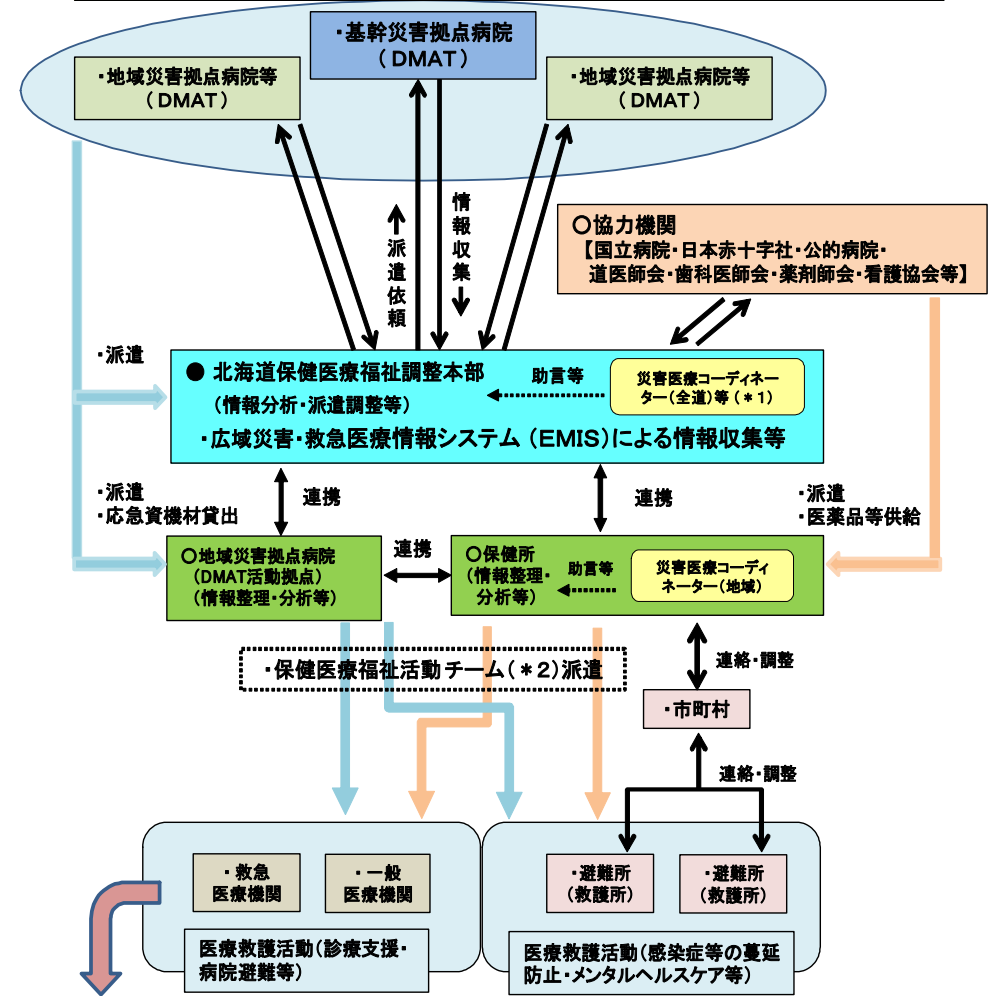 ・基幹災害拠点病院
（DMAT）
・地域災害拠点病院等
（DMAT）
・地域災害拠点病院等
（DMAT）
派遣依頼
情報収集
○協力機関
【国立病院・日本赤十字社・公的病院・
道医師会・歯科医師会・薬剤師会・看護協会等】
・派遣
● 北海道保健医療福祉調整本部
（情報分析・派遣調整等）
助言等
災害医療コーディネー
ター（全道）等（＊１）
・広域災害・救急医療情報システム（EMIS）による情報収集等
・派遣
・応急資機材貸出
連携
連携
・派遣
・医薬品等供給
○地域災害拠点病院
（DMAT活動拠点）
（情報整理・分析等）
連携
○保健所
（情報整理・
分析等）
助言等
災害医療コーディ
ネーター（地域）
・保健医療福祉活動チーム（＊２）派遣
連絡・調整
・市町村
連絡・調整
・救急
医療機関
・一般
医療機関
・避難所
（救護所）
・避難所
（救護所）
医療救護活動（診療支援・
病院避難等）
医療救護活動（感染症等の蔓延
防止・メンタルヘルスケア等）